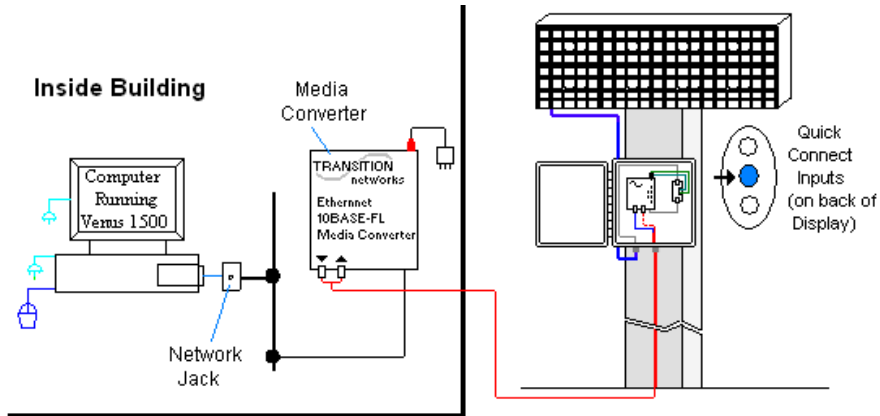 Inside Building
Media
Converter
TRANSITION
networks
Ethernnet
10BASE-FL
Media Converter
Computer
Running
Venus 1500
Network
Jack
Quick
Connect
Inputs
(on back of
Display)